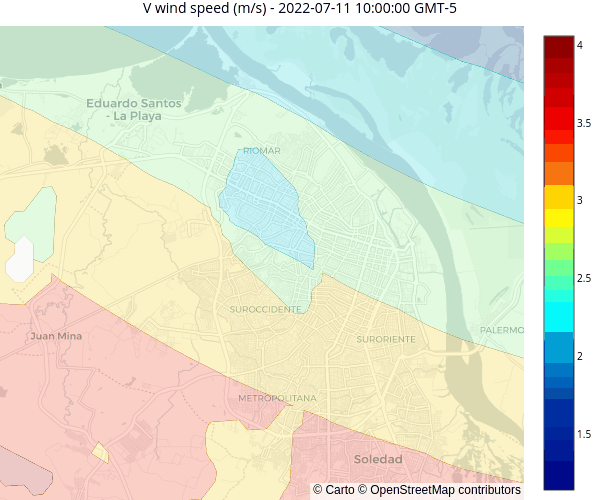 V wind speed (m/s) - 2022-07-11 10:00:00 GMT-5
4
3.5
3
2.5
2
1.5
Eduardo Santos
- La Playa
RIOMAR
SUROCCIDENTE
SURORIENTE
PALERMO
Juan Mina
METROPOLITANA
Soledad
© Carto © OpenStreetMap contributors